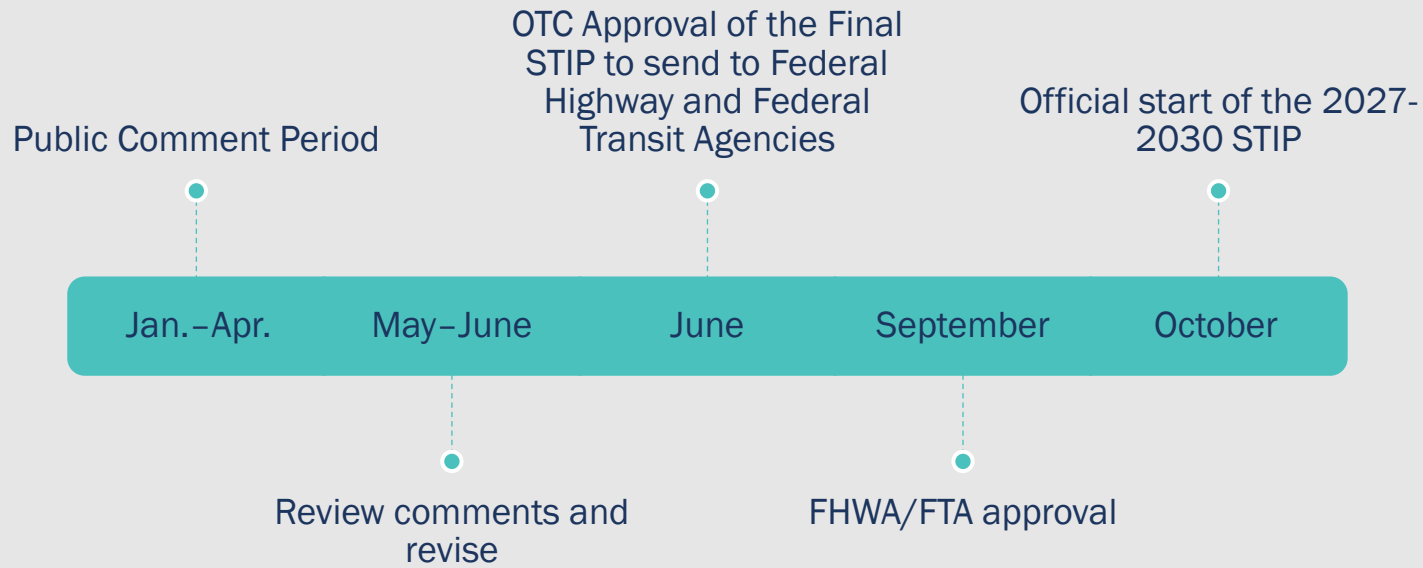 Public Comment Period
OTC Approval of the Final
STIP to send to Federal
Highway and Federal
Transit Agencies
Official start of the 2027-
2030 STIP
Jan.–Apr.
May–June
June
September
October
Review comments and
revise
FHWA/FTA approval